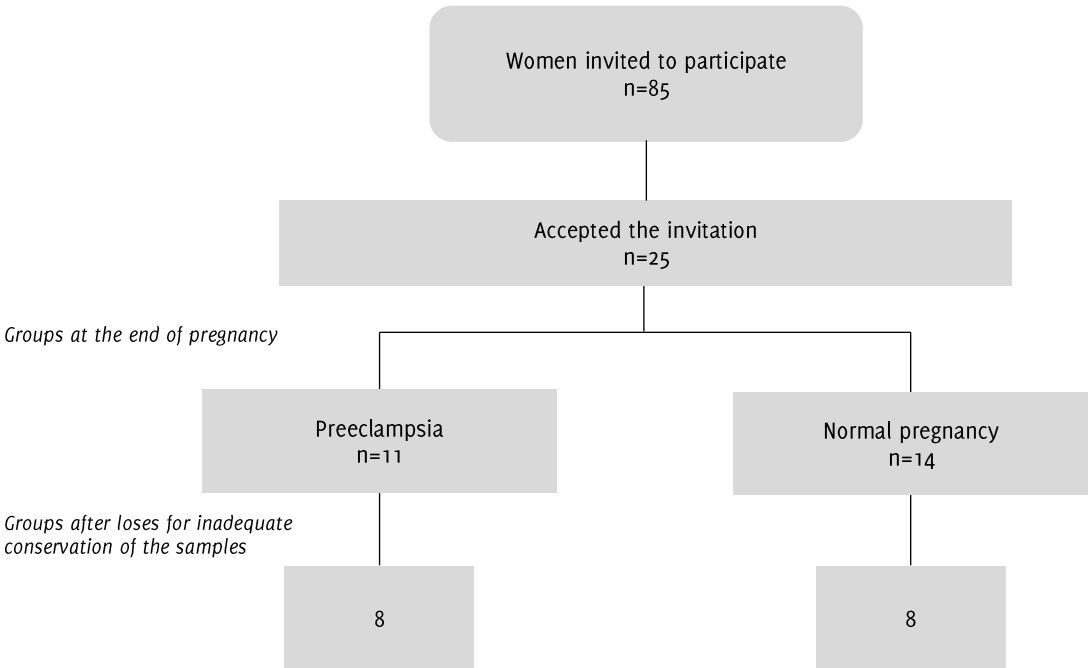 Women invited to participate
n=85
Accepted the invitation
n=25
Groups at the end of pregnancy
Preeclampsia
n=11
Normal pregnancy
n=14
Groups after loses for inadequate
conservation of the samples
8
8